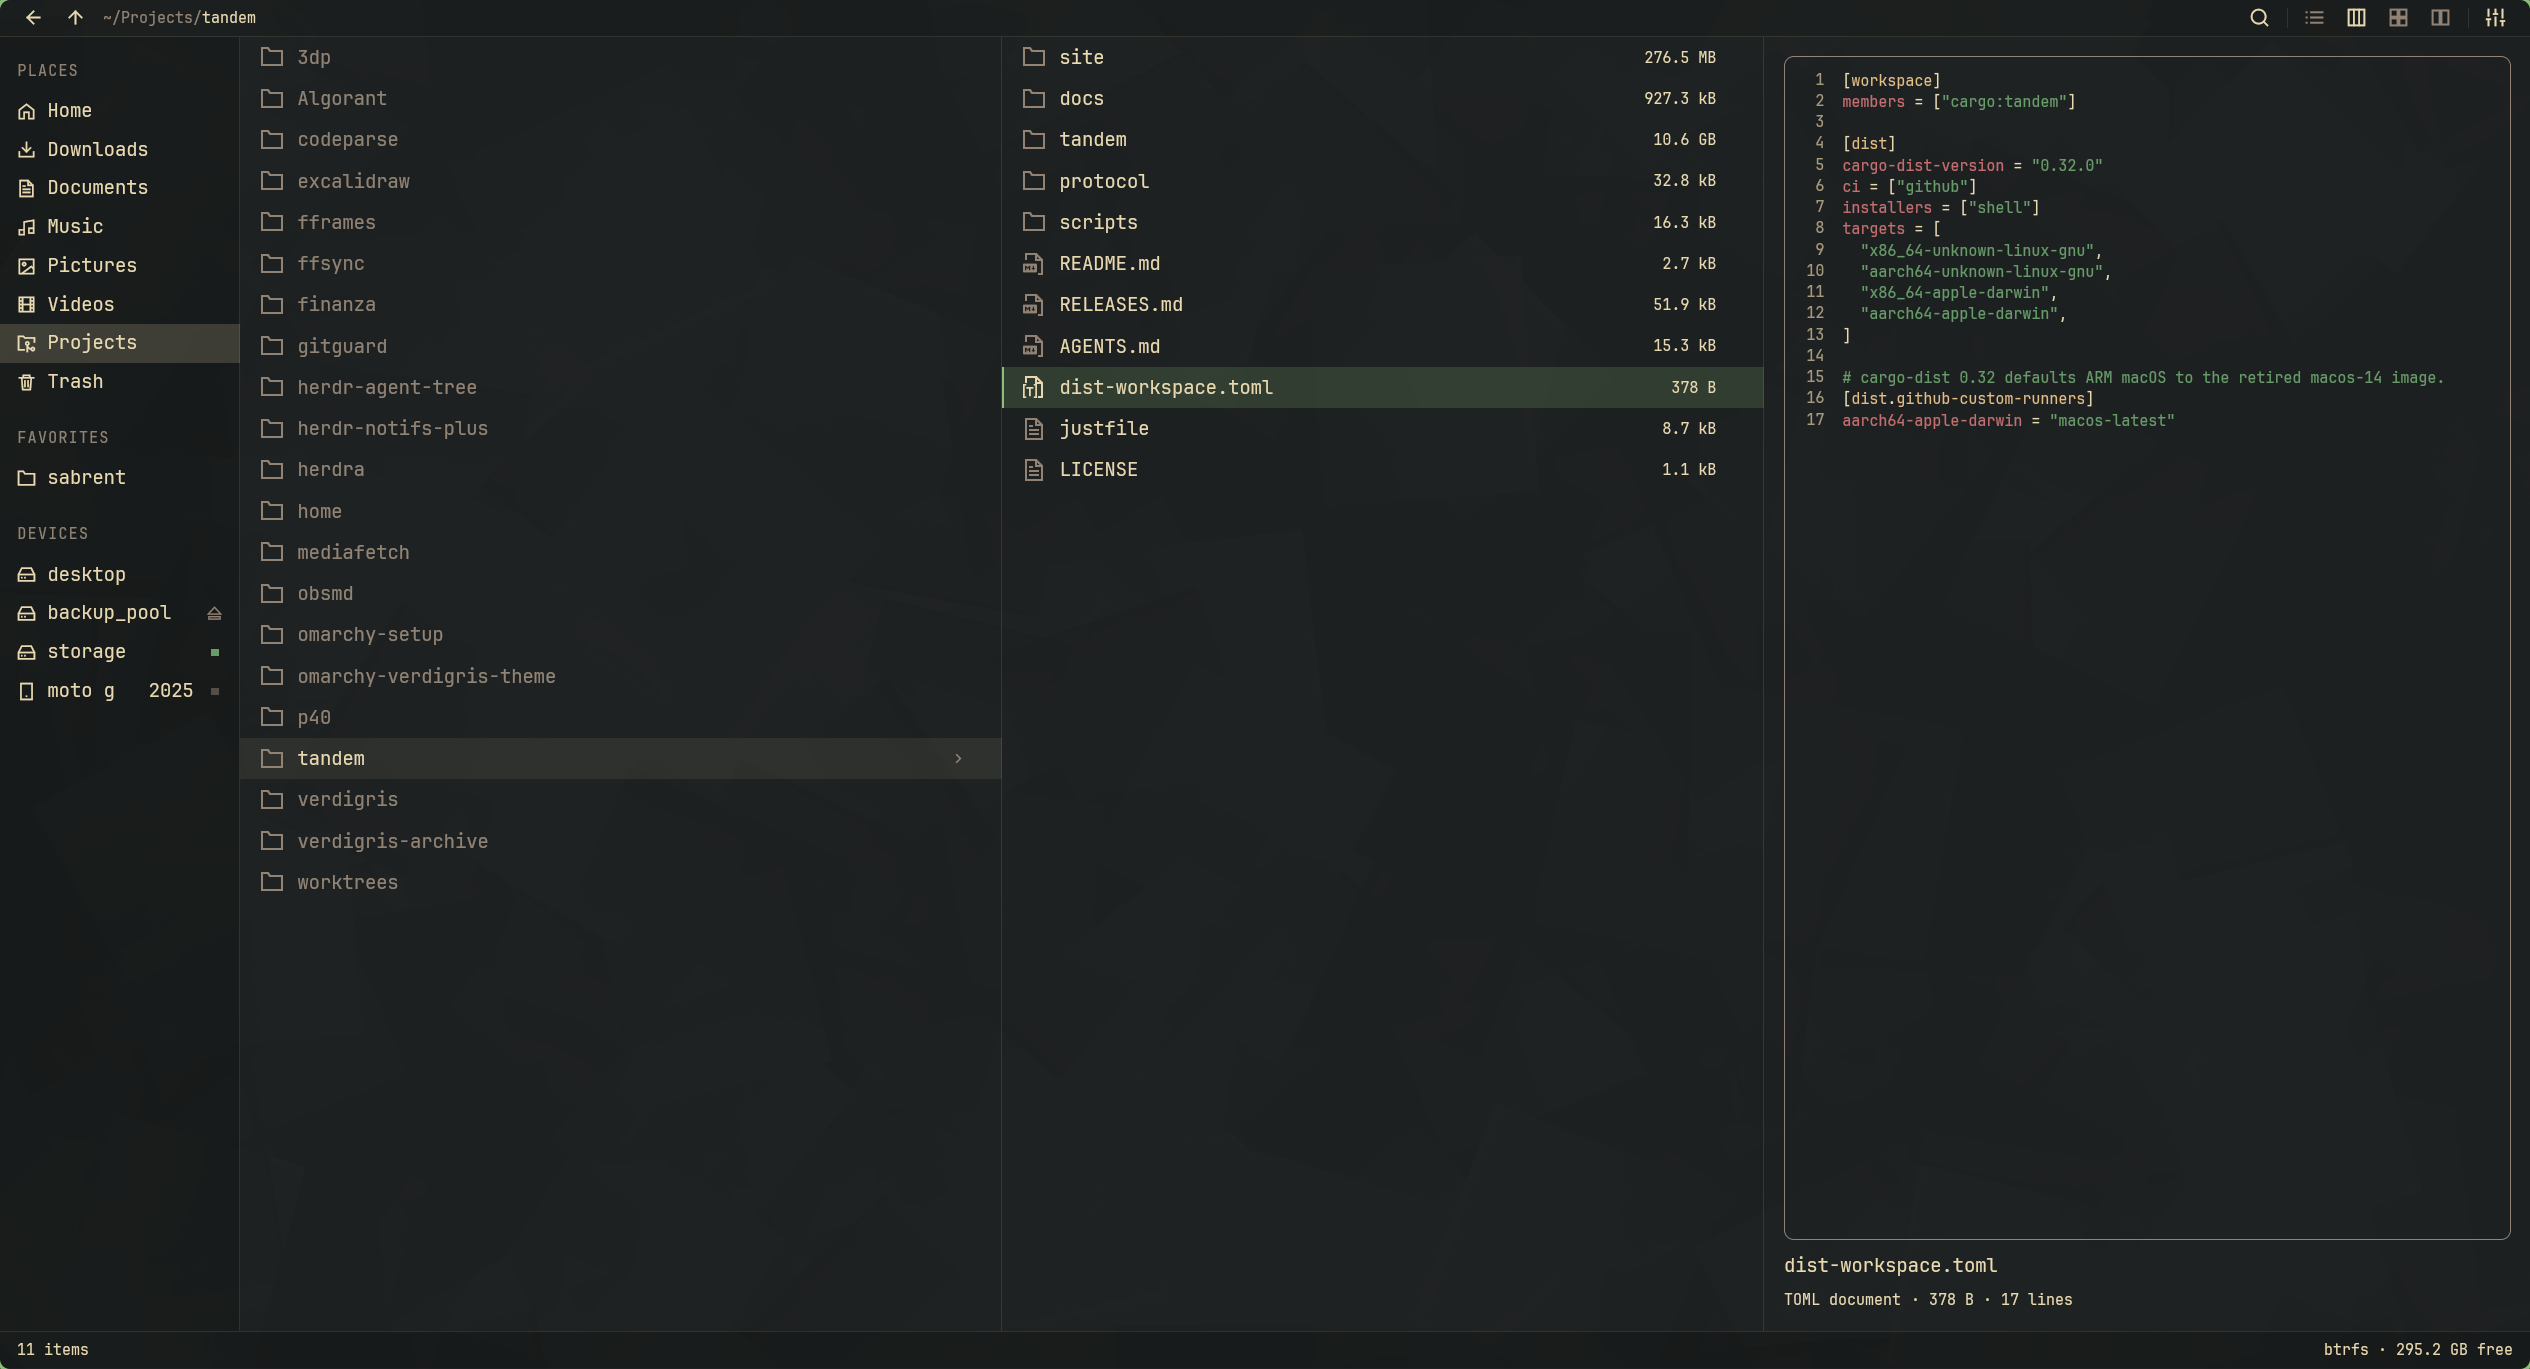 ~/Projects/tandem
PLACES
Home
Downloads
Documents
Music
Pictures
Videos
Projects
Trash
FAVORITES
sabrent
DEVICES
desktop
backup_pool
storage
moto g   2025
3dp
Algorant
codeparse
excalidraw
fframes
ffsync
finanza
gitguard
herdr-agent-tree
herdr-notifs-plus
herdra
home
mediafetch
obsmd
omarchy-setup
omarchy-verdigris-theme
p40
tandem
verdigris
verdigris-archive
worktrees
site 276.5 MB
docs 927.3 kB
tandem 10.6 GB
protocol 32.8 kB
scripts 16.3 kB
README.md 2.7 kB
RELEASES.md 51.9 kB
AGENTS.md 15.3 kB
dist-workspace.toml 378 B
justfile 8.7 kB
LICENSE 1.1 kB
1 [workspace]
2 members = ["cargo:tandem"]
3
4 [dist]
5 cargo-dist-version = "0.32.0"
6 ci = ["github"]
7 installers = ["shell"]
8 targets = [
9   "x86_64-unknown-linux-gnu",
10   "aarch64-unknown-linux-gnu",
11   "x86_64-apple-darwin",
12   "aarch64-apple-darwin",
13 ]
14
15 # cargo-dist 0.32 defaults ARM macOS to the retired macos-14 image.
16 [dist.github-custom-runners]
17 aarch64-apple-darwin = "macos-latest"
dist-workspace.toml
TOML document · 378 B · 17 lines
11 items
btrfs · 295.2 GB free